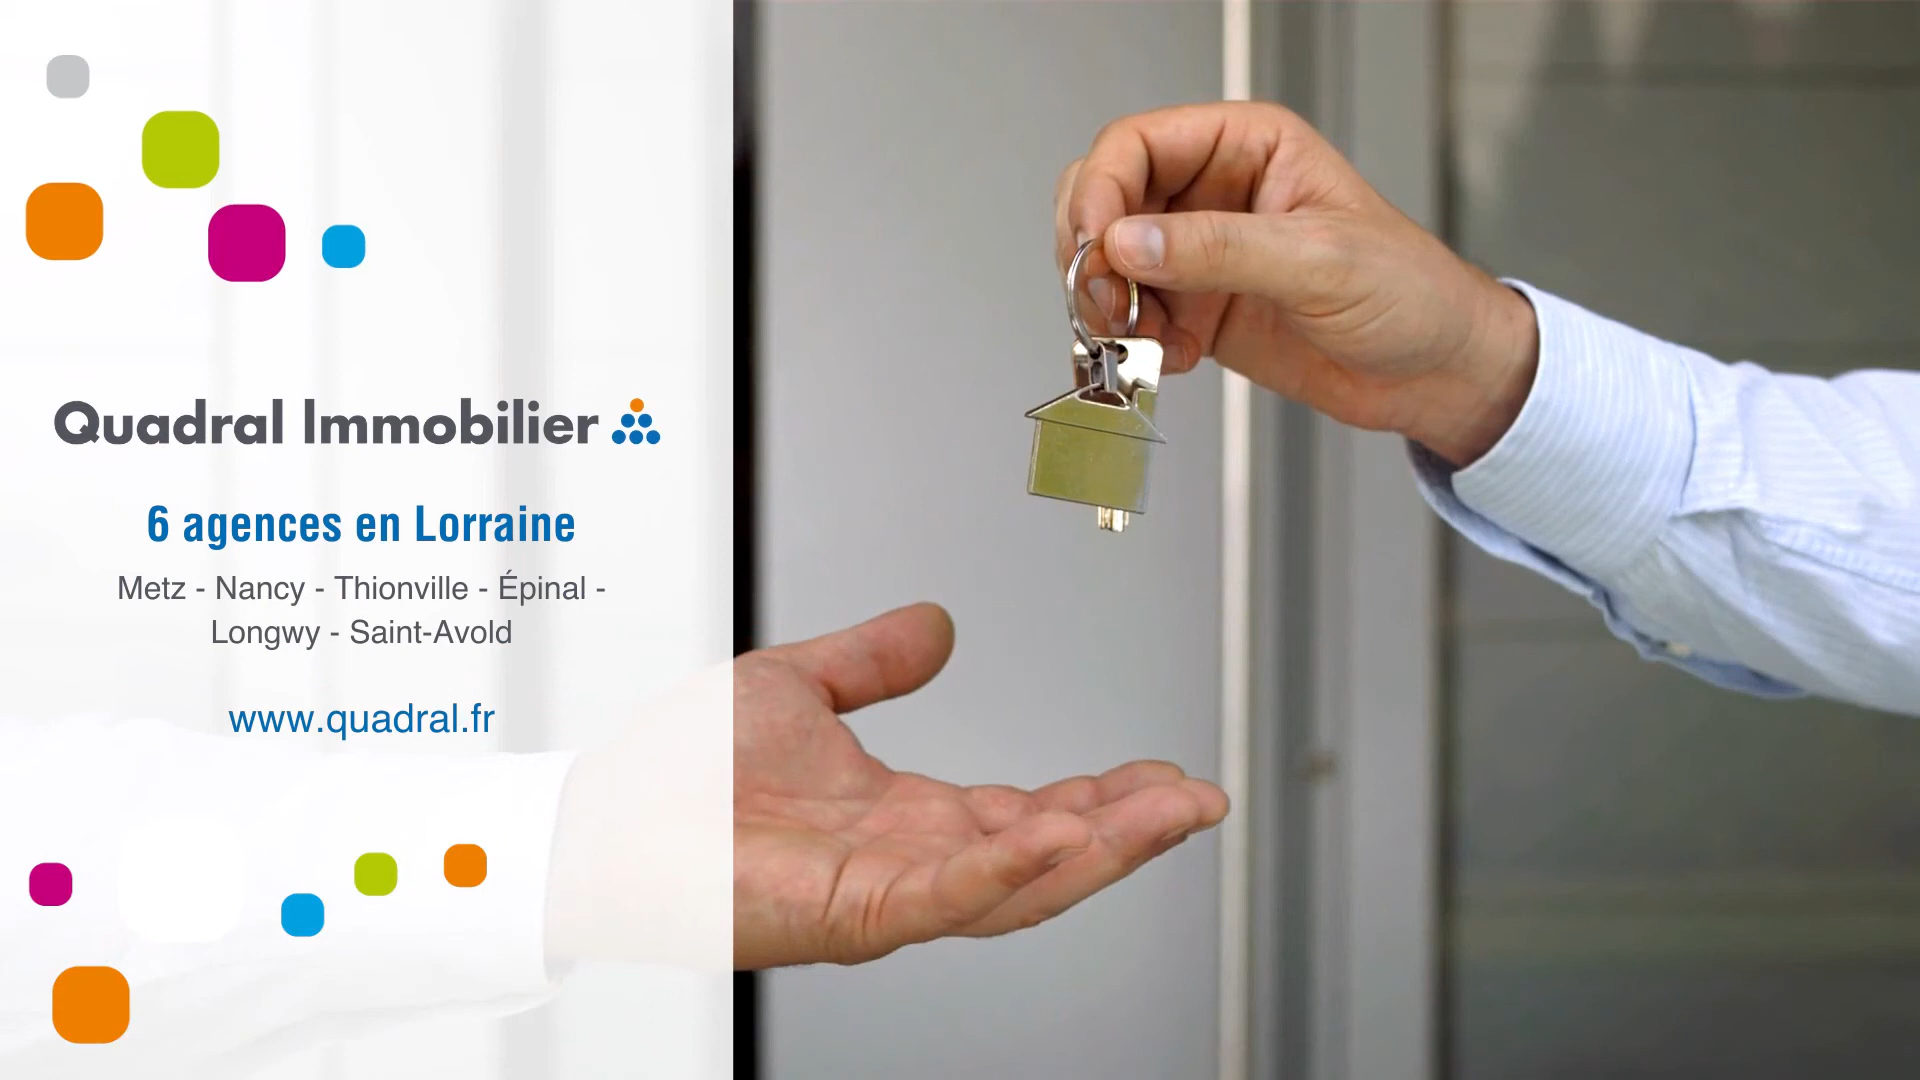 Quadral Immobilier
6 agences en Lorraine
Metz - Nancy - Thionville - Épinal -
Longwy - Saint-Avold
www.quadral.fr